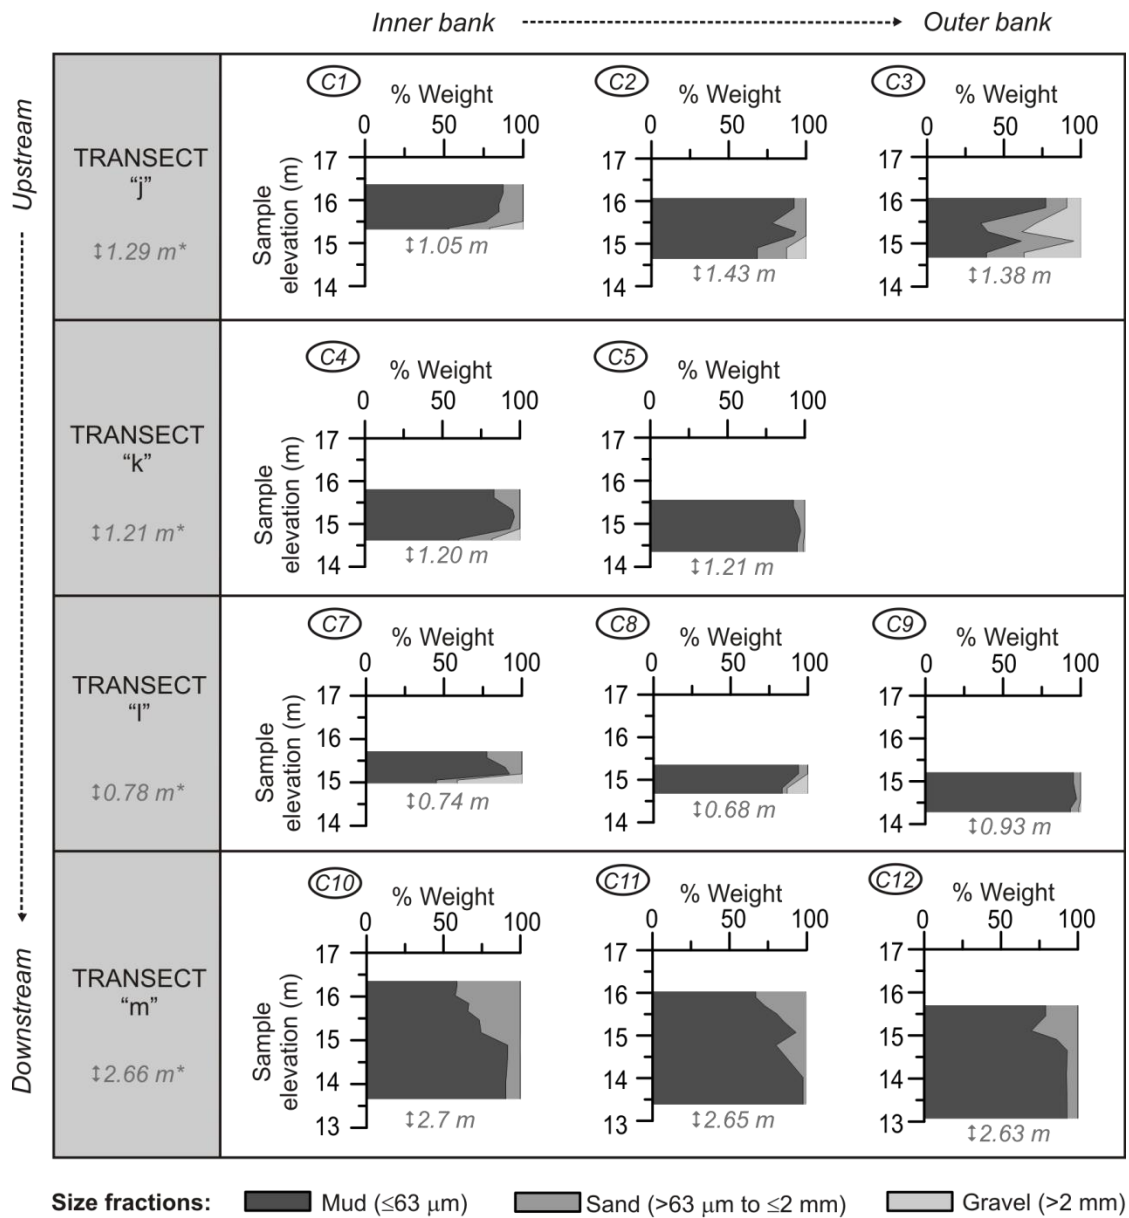 Inner bank Outer bank
Upstream
Downstream
TRANSECT
“j”
↕1.29 m*
C1
% Weight
0 100
17
16
15
14
Sample
elevation (m)
↕1.05 m
C2
% Weight
0 50 100
17
16
15
14
↕1.43 m
C3
% Weight
0 50 100
17
16
15
14
↕1.38 m
TRANSECT
“k”
↕1.21 m*
C4
% Weight
0 50 100
17
16
15
14
Sample
elevation (m)
↕1.20 m
C5
% Weight
0 50 100
17
16
15
14
↕1.21 m
TRANSECT
“l”
↕0.78 m*
C7
% Weight
0 50 100
17
16
15
14
Sample
elevation (m)
↕0.74 m
C8
% Weight
0 50 100
17
16
15
14
↕0.68 m
C9
% Weight
0 50 100
17
16
15
14
↕0.93 m
TRANSECT
“m”
↕2.66 m*
C10
% Weight
0 50 100
17
16
15
14
13
Sample
elevation (m)
↕2.7 m
C11
% Weight
0 50 100
17
16
15
14
13
↕2.65 m
C12
% Weight
0 50 100
17
16
15
14
13
↕2.63 m
Size fractions: Mud (≤63 µm) Sand (>63 µm to ≤2 mm) Gravel (>2 mm)